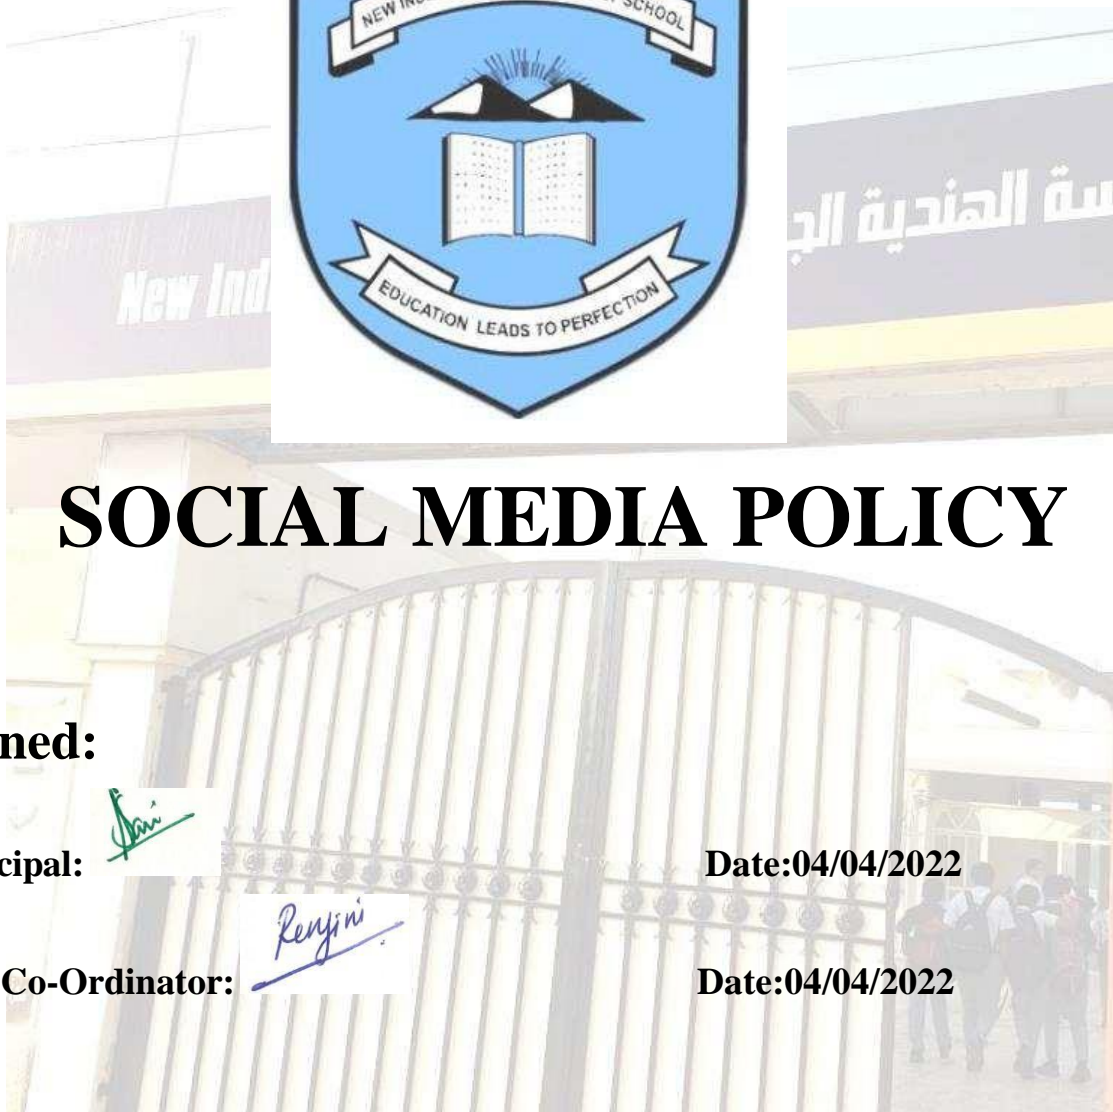 NEW IN SCHOOL
سة الهندية الج
New Ind
EDUCATION LEADS TO PERFECTION
SOCIAL MEDIA POLICY
ned:
cipal:
Date:04/04/2022
Renjini
Co-Ordinator:
Date:04/04/2022